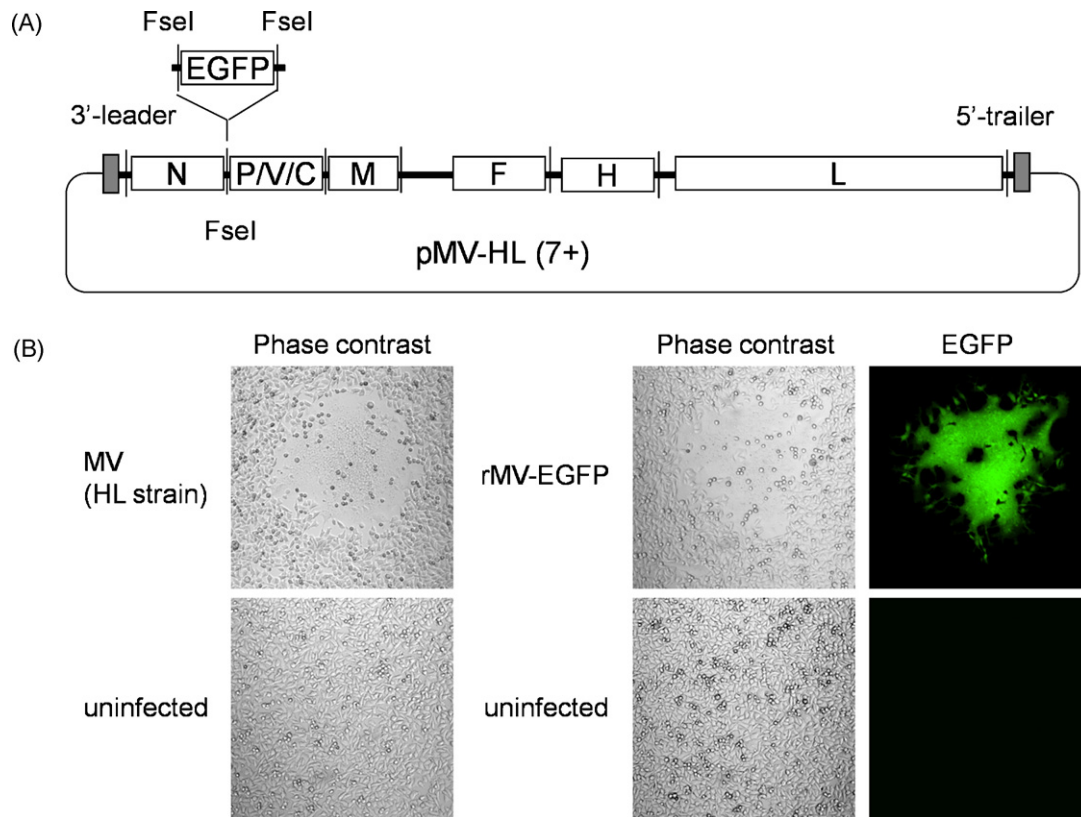 (A)
FseI FseI
EGFP
3'-leader 5'-trailer
N P/V/C M F H L
FseI
pMV-HL (7+)
(B)
Phase contrast Phase contrast EGFP
MV
(HL strain)
rMV-EGFP
uninfected uninfected